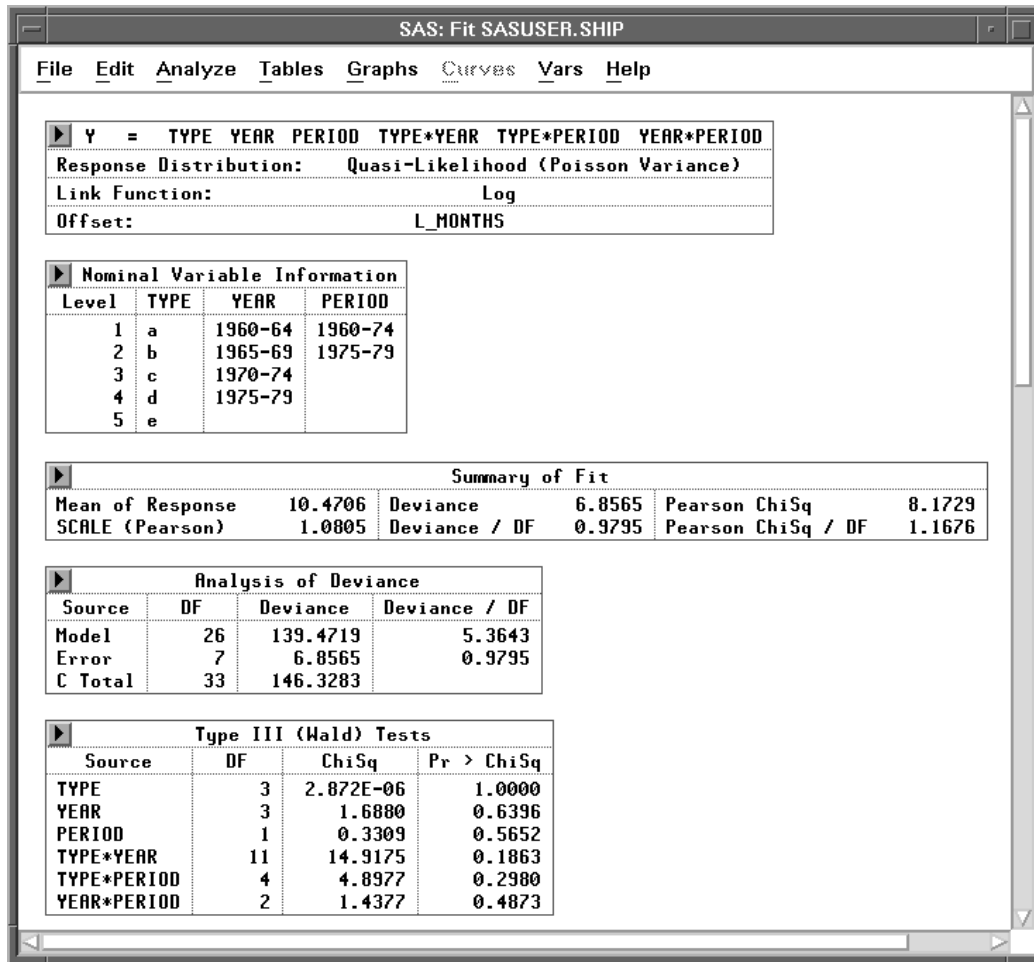 SAS: Fit SASUSER.SHIP
File Edit Analyze Tables Graphs Curves Vars Help
Y = TYPE YEAR PERIOD TYPE*YEAR TYPE*PERIOD YEAR*PERIOD
Response Distribution: Quasi-Likelihood (Poisson Variance)
Link Function: Log
Offset: L_MONTHS
Nominal Variable Information
Level TYPE YEAR PERIOD
1 a 1960-64 1960-74
2 b 1965-69 1975-79
3 c 1970-74
4 d 1975-79
5 e
Summary of Fit
Mean of Response 10.4706 Deviance 6.8565 Pearson ChiSq 8.1729
SCALE (Pearson) 1.0805 Deviance / DF 0.9795 Pearson ChiSq / DF 1.1676
Analysis of Deviance
Source DF Deviance Deviance / DF
Model 26 139.4719 5.3643
Error 7 6.8565 0.9795
C Total 33 146.3283
Type III (Wald) Tests
Source DF ChiSq Pr > ChiSq
TYPE 3 2.872E-06 1.0000
YEAR 3 1.6880 0.6396
PERIOD 1 0.3309 0.5652
TYPE*YEAR 11 14.9175 0.1863
TYPE*PERIOD 4 4.8977 0.2980
YEAR*PERIOD 2 1.4377 0.4873